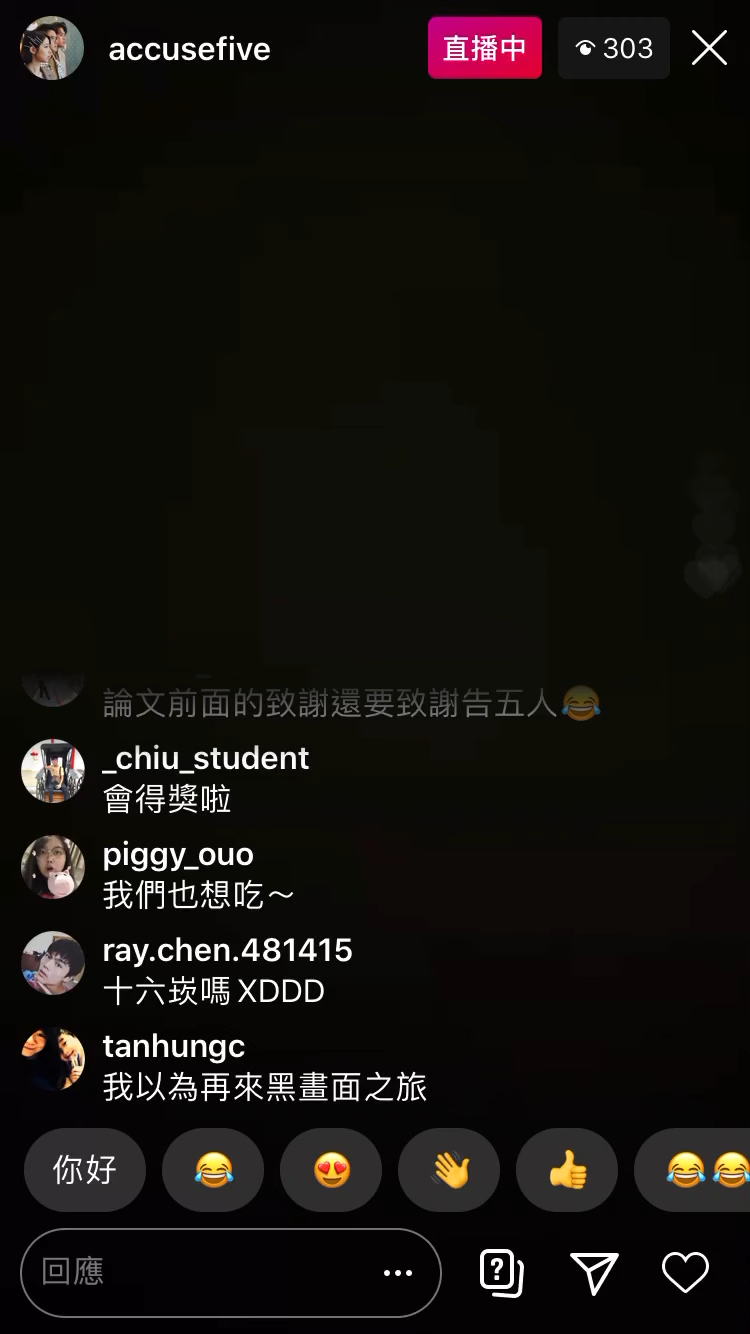 accusefive
直播中
303
論文前面的致謝還要致謝告五人😂
_chiu_student
會得獎啦
piggy_ouo
我們也想吃～
ray.chen.481415
十六崁嗎 XDDD
tanhungc
我以為再來黑畫面之旅
你好
回應